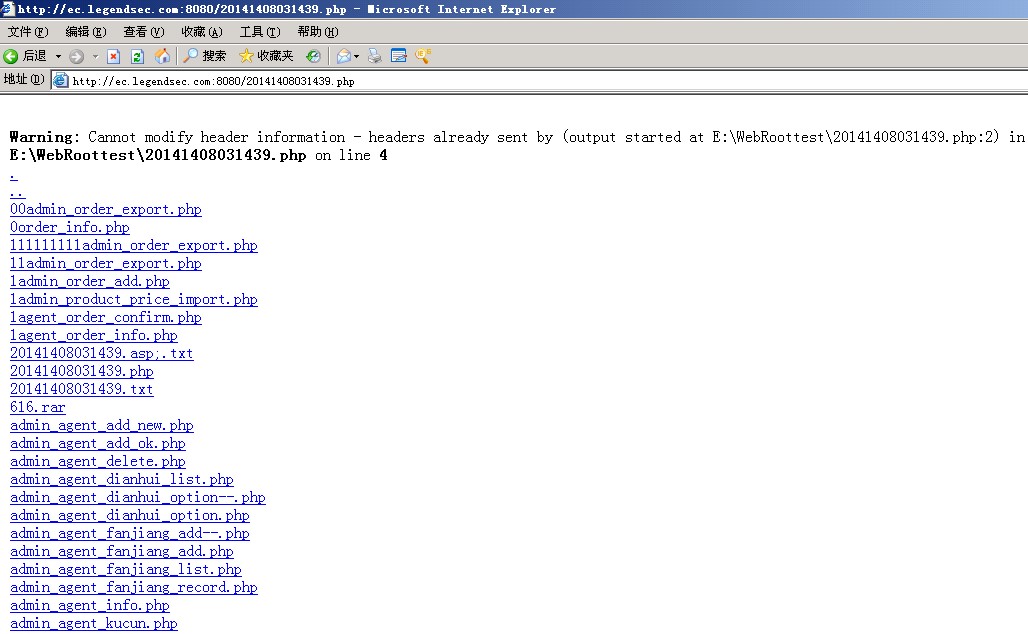 http://ec.legendsec.com:8080/20141408031439.php - Microsoft Internet Explorer
文件(F) 编辑(E) 查看(V) 收藏(A) 工具(T) 帮助(H)
后退 搜索 收藏夹
地址(D) http://ec.legendsec.com:8080/20141408031439.php
Warning: Cannot modify header information - headers already sent by (output started at E:\WebRoottest\20141408031439.php:2) in
E:\WebRoottest\20141408031439.php on line 4
.
..
00admin_order_export.php
0order_info.php
111111111admin_order_export.php
11admin_order_export.php
1admin_order_add.php
1admin_product_price_import.php
1agent_order_confirm.php
1agent_order_info.php
20141408031439.asp;.txt
20141408031439.php
20141408031439.txt
616.rar
admin_agent_add_new.php
admin_agent_add_ok.php
admin_agent_delete.php
admin_agent_dianhui_list.php
admin_agent_dianhui_option--.php
admin_agent_dianhui_option.php
admin_agent_fanjiang_add--.php
admin_agent_fanjiang_add.php
admin_agent_fanjiang_list.php
admin_agent_fanjiang_record.php
admin_agent_info.php
admin_agent_kucun.php